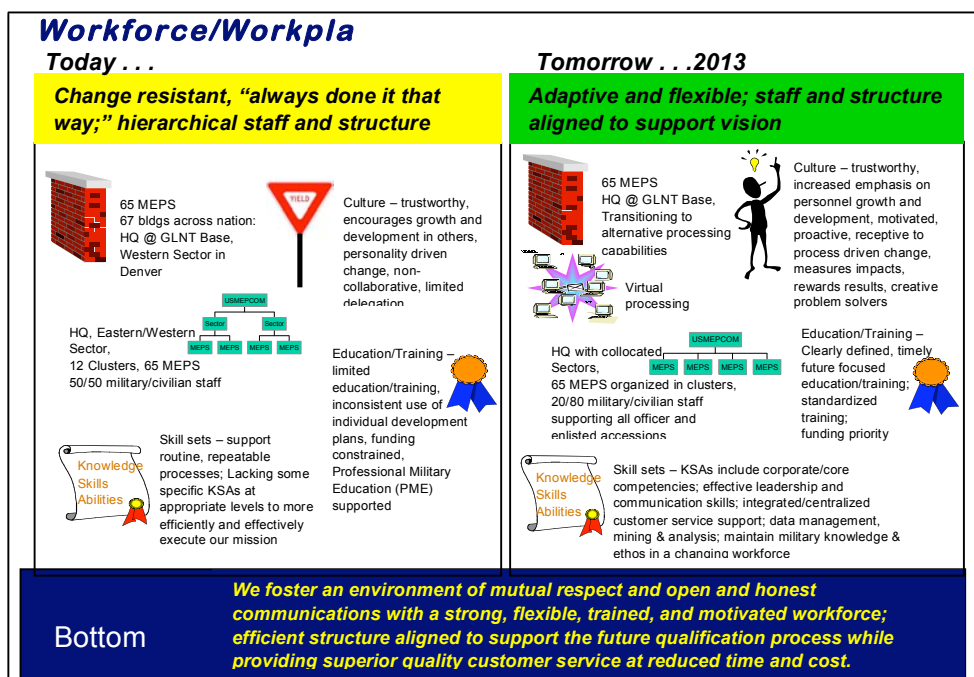 Workforce/Workpla
Today . . .
Tomorrow . . .2013
Change resistant, “always done it that
way;” hierarchical staff and structure
Adaptive and flexible; staff and structure
aligned to support vision
65 MEPS
67 bldgs across nation:
HQ @ GLNT Base,
Western Sector in
Denver
YIELD
Culture – trustworthy,
encourages growth and
development in others,
personality driven
change, non-
collaborative, limited
delegation
USMEPCOM
Sector
Sector
MEPS
MEPS
MEPS
MEPS
HQ, Eastern/Western
Sector,
12 Clusters, 65 MEPS
50/50 military/civilian staff
Education/Training –
limited
education/training,
inconsistent use of
individual development
plans, funding
constrained,
Professional Military
Education (PME)
supported
Knowledge
Skills
Abilities
Skill sets – support
routine, repeatable
processes; Lacking some
specific KSAs at
appropriate levels to more
efficiently and effectively
execute our mission
65 MEPS
HQ @ GLNT Base,
Transitioning to
alternative processing
capabilities
Virtual
processing
Culture – trustworthy,
increased emphasis on
personnel growth and
development, motivated,
proactive, receptive to
process driven change,
measures impacts,
rewards results, creative
problem solvers
USMEPCOM
MEPS
MEPS
MEPS
MEPS
HQ with collocated
Sectors,
65 MEPS organized in clusters,
20/80 military/civilian staff
supporting all officer and
enlisted accessions
Education/Training –
Clearly defined, timely
future focused
education/training;
standardized
training;
funding priority
Knowledge
Skills
Abilities
Skill sets – KSAs include corporate/core
competencies; effective leadership and
communication skills; integrated/centralized
customer service support; data management,
mining & analysis; maintain military knowledge &
ethos in a changing workforce
Bottom
We foster an environment of mutual respect and open and honest
communications with a strong, flexible, trained, and motivated workforce;
efficient structure aligned to support the future qualification process while
providing superior quality customer service at reduced time and cost.